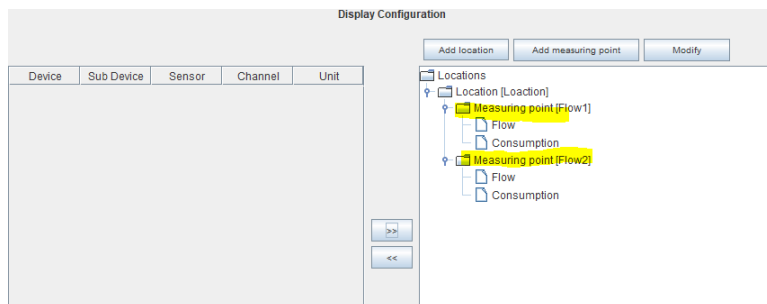 Display Configuration
Add location Add measuring point Modify
Device Sub Device Sensor Channel Unit
Locations
Location [Loaction]
Measuring point [Flow1]
Flow
Consumption
Measuring point [Flow2]
Flow
Consumption
>>
<<